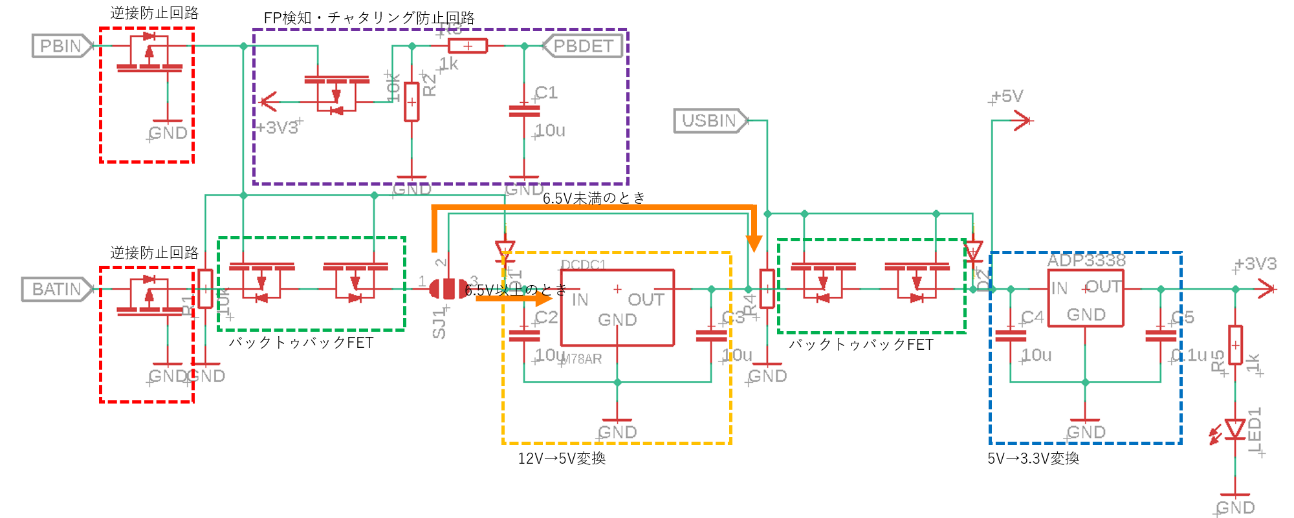 逆接防止回路
FP検知・チャタリング防止回路
PBIN
R3
PBDET
1k
10k
R2
C1
10u
+3V3
GND
GND
GND
USBIN
+5V
6.5V未満のとき
逆接防止回路
BATIN
R1
10k
GND
GND
バックトゥバックFET
1
2
3
SJ1
6.5V以上のとき
D1
DCDC1
IN
OUT
GND
M78AR
C2
10u
C3
10u
GND
12V→5V変換
R4
GND
バックトゥバックFET
D2
ADP3338
IN
OUT
GND
C4
10u
C5
0.1u
GND
5V→3.3V変換
+3V3
R5
1k
LED1
GND